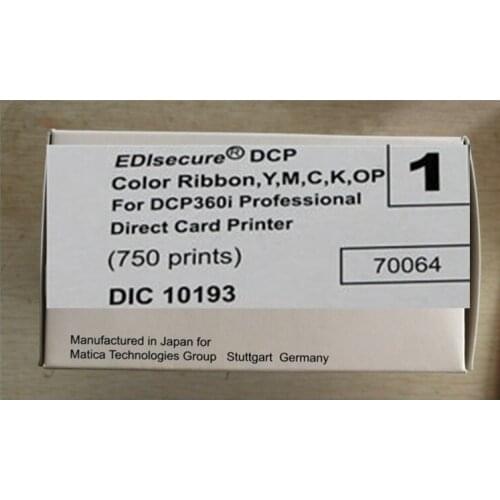 EDIsecure® DCP
Color Ribbon,Y,M,C,K,OP
1
For DCP360i Professional
Direct Card Printer
(750 prints)
70064
DIC 10193
Manufactured in Japan for
Matica Technologies Group Stuttgart Germany